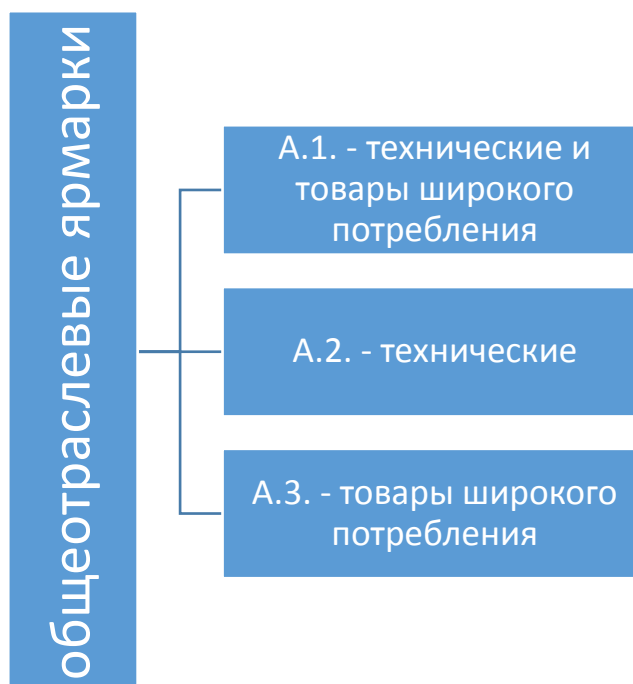 общеотраслевые ярмарки
А.1. - технические и
товары широкого
потребления
А.2. - технические
А.3. - товары широкого
потребления